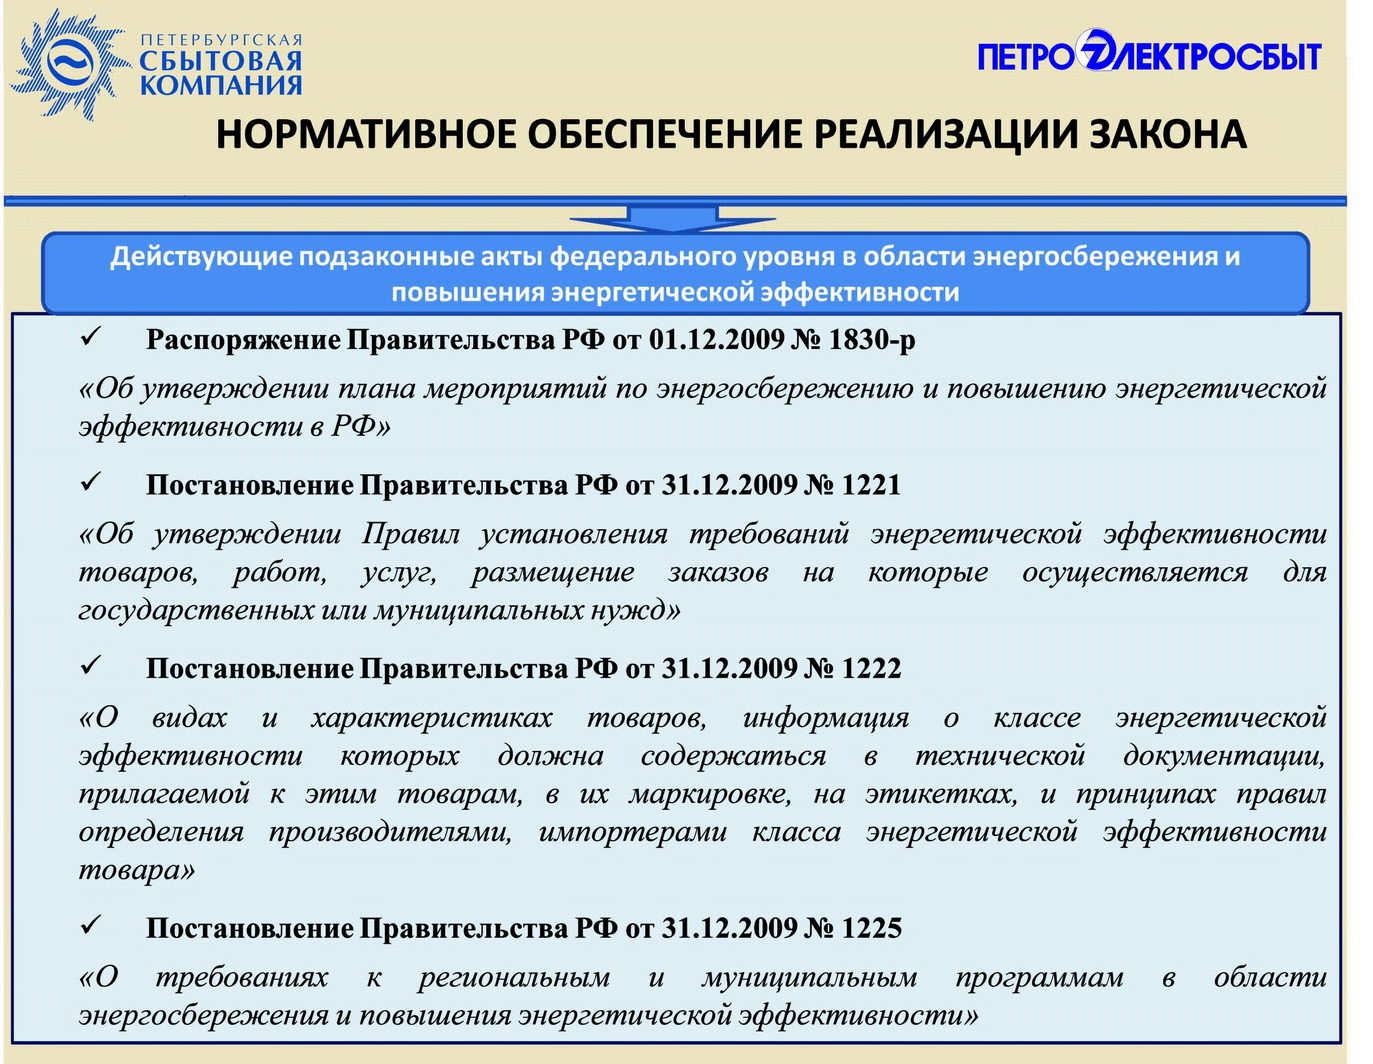 ПЕТЕРБУРГСКАЯ
СБЫТОВАЯ
КОМПАНИЯ
ПЕТРОЭЛЕКТРОСБЫТ
НОРМАТИВНОЕ ОБЕСПЕЧЕНИЕ РЕАЛИЗАЦИИ ЗАКОНА
Действующие подзаконные акты федерального уровня в области энергосбережения и
повышения энергетической эффективности
✓ Распоряжение Правительства РФ от 01.12.2009 № 1830-р
«Об утверждении плана мероприятий по энергосбережению и повышению энергетической
эффективности в РФ»
✓ Постановление Правительства РФ от 31.12.2009 № 1221
«Об утверждении Правил установления требований энергетической эффективности
товаров, работ, услуг, размещение заказов на которые осуществляется для
государственных или муниципальных нужд»
✓ Постановление Правительства РФ от 31.12.2009 № 1222
«О видах и характеристиках товаров, информация о классе энергетической
эффективности которых должна содержаться в технической документации,
прилагаемой к этим товарам, в их маркировке, на этикетках, и принципах правил
определения производителями, импортерами класса энергетической эффективности
товара»
✓ Постановление Правительства РФ от 31.12.2009 № 1225
«О требованиях к региональным и муниципальным программам в области
энергосбережения и повышения энергетической эффективности»